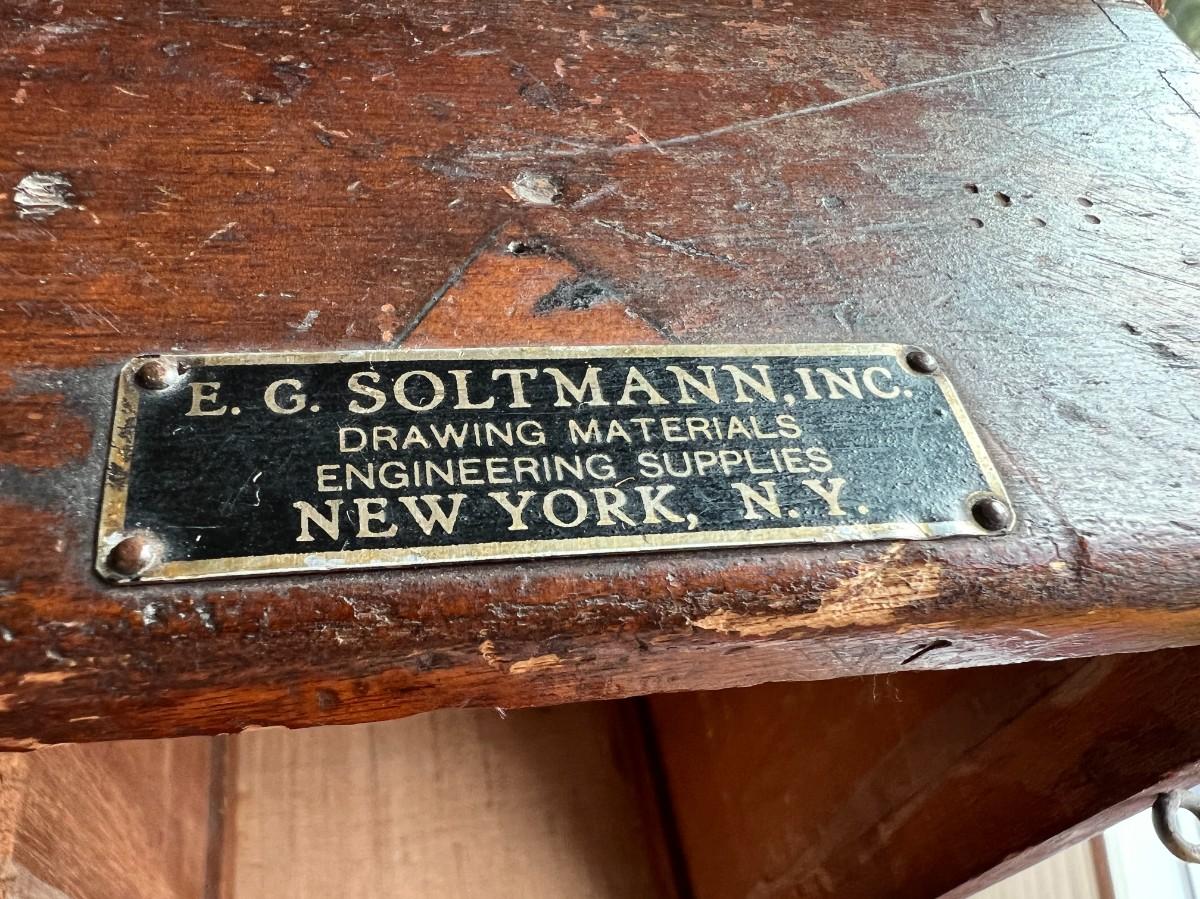 E. G. SOLTMANN, INC.
DRAWING MATERIALS
ENGINEERING SUPPLIES
NEW YORK, N. Y.